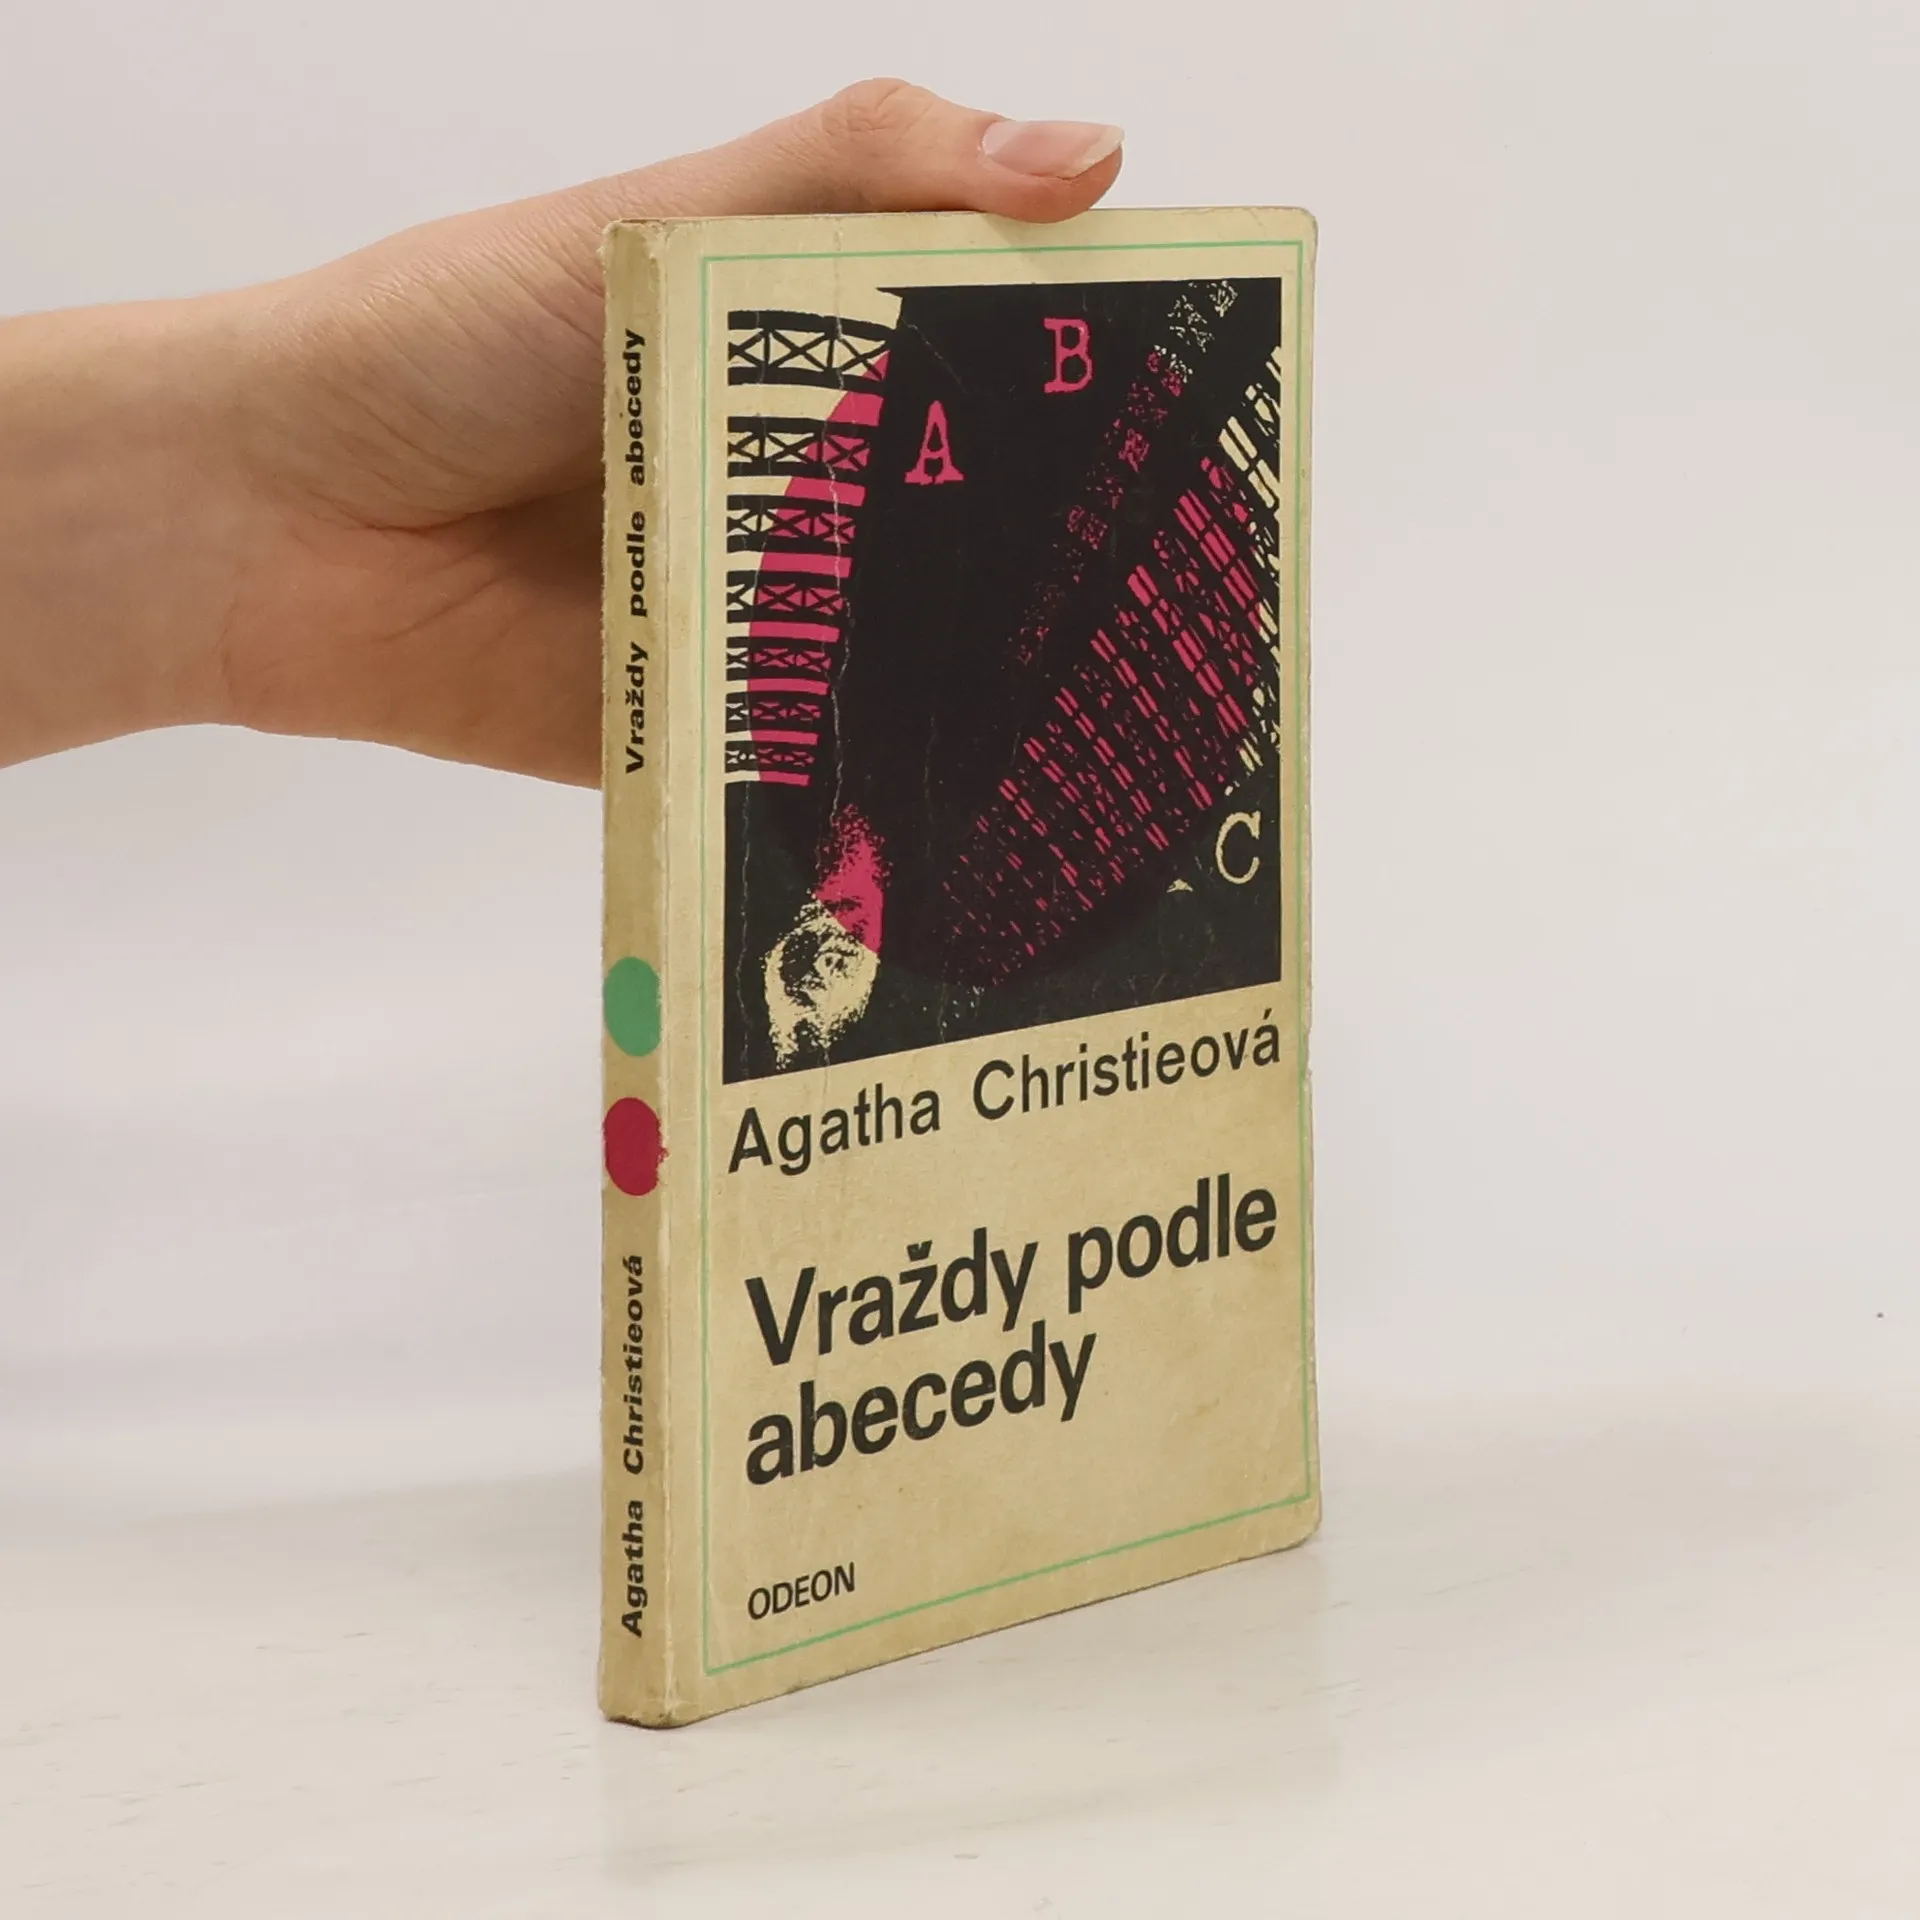 Vraždy podle abecedy
Agatha Christieová
A
B
C
Agatha Christieová
Vraždy podle
abecedy
ODEON